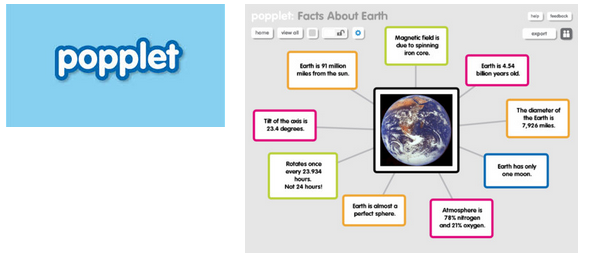 popplet
popplet: Facts About Earth
help
feedback
home
view all
export
Magnetic field is
due to spinning
iron core.
Earth is 91 million
miles from the sun.
Earth is 4.54
billion years old.
The diameter of
the Earth is
7,926 miles.
Tilt of the axis is
23.4 degrees.
Earth has only
one moon.
Rotates once
every 23.934
hours.
Not 24 hours!
Earth is almost a
perfect sphere.
Atmosphere is
78% nitrogen
and 21% oxygen.